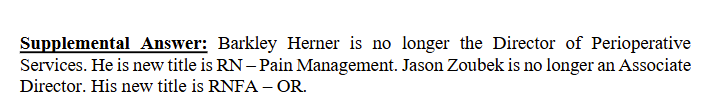 Supplemental Answer: Barkley Herner is no longer the Director of Perioperative
Services. He is new title is RN – Pain Management. Jason Zoubek is no longer an Associate
Director. His new title is RNFA – OR.